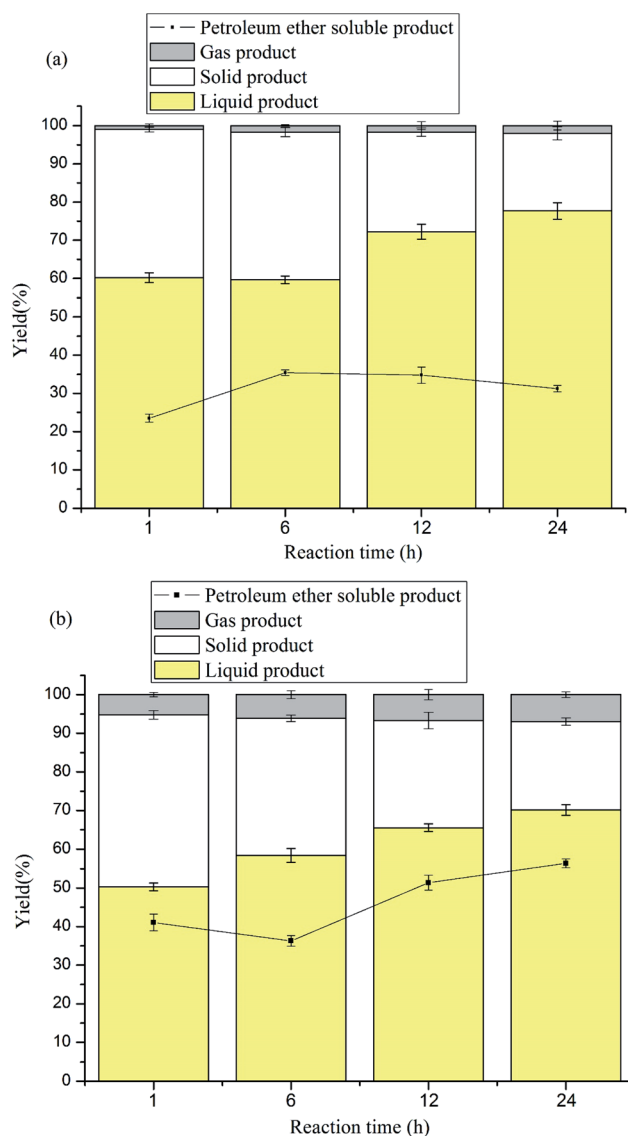 Petroleum ether soluble product
Gas product
(a)
Solid product
Liquid product
100
90
80
70
60
50
40
30
20
10
0
Yield(%)
1 6 12 24
Reaction time (h)
Petroleum ether soluble product
(b)
Gas product
Solid product
Liquid product
100
90
80
70
60
50
40
30
20
10
0
Yield(%)
1 6 12 24
Reaction time (h)